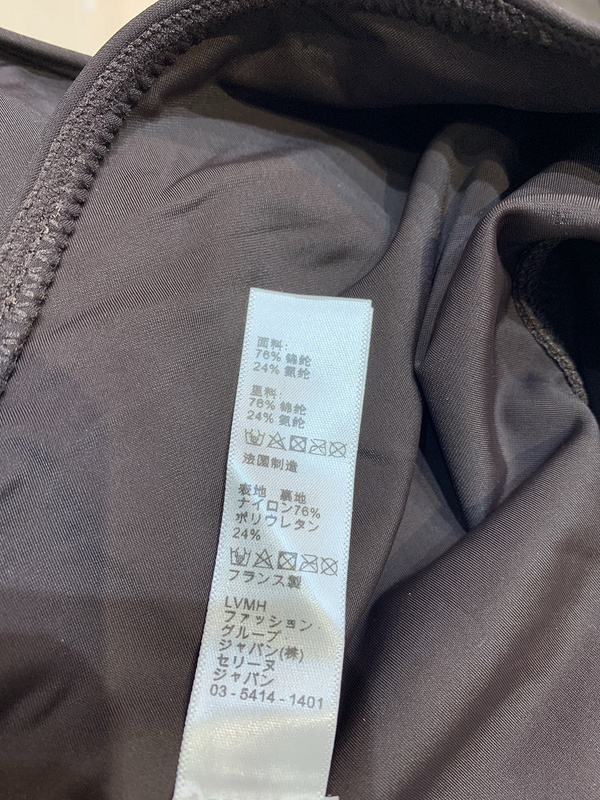 面料:
76% 錦纶
24% 氨纶
里料:
76% 錦纶
24% 氨纶
法國制造
表地 裏地
ナイロン76%
ポリウレタン
24%
フランス製
LVMH
ファッション・
グループ
ジャパン(株)
セリーヌ
ジャパン
03-5414-1401